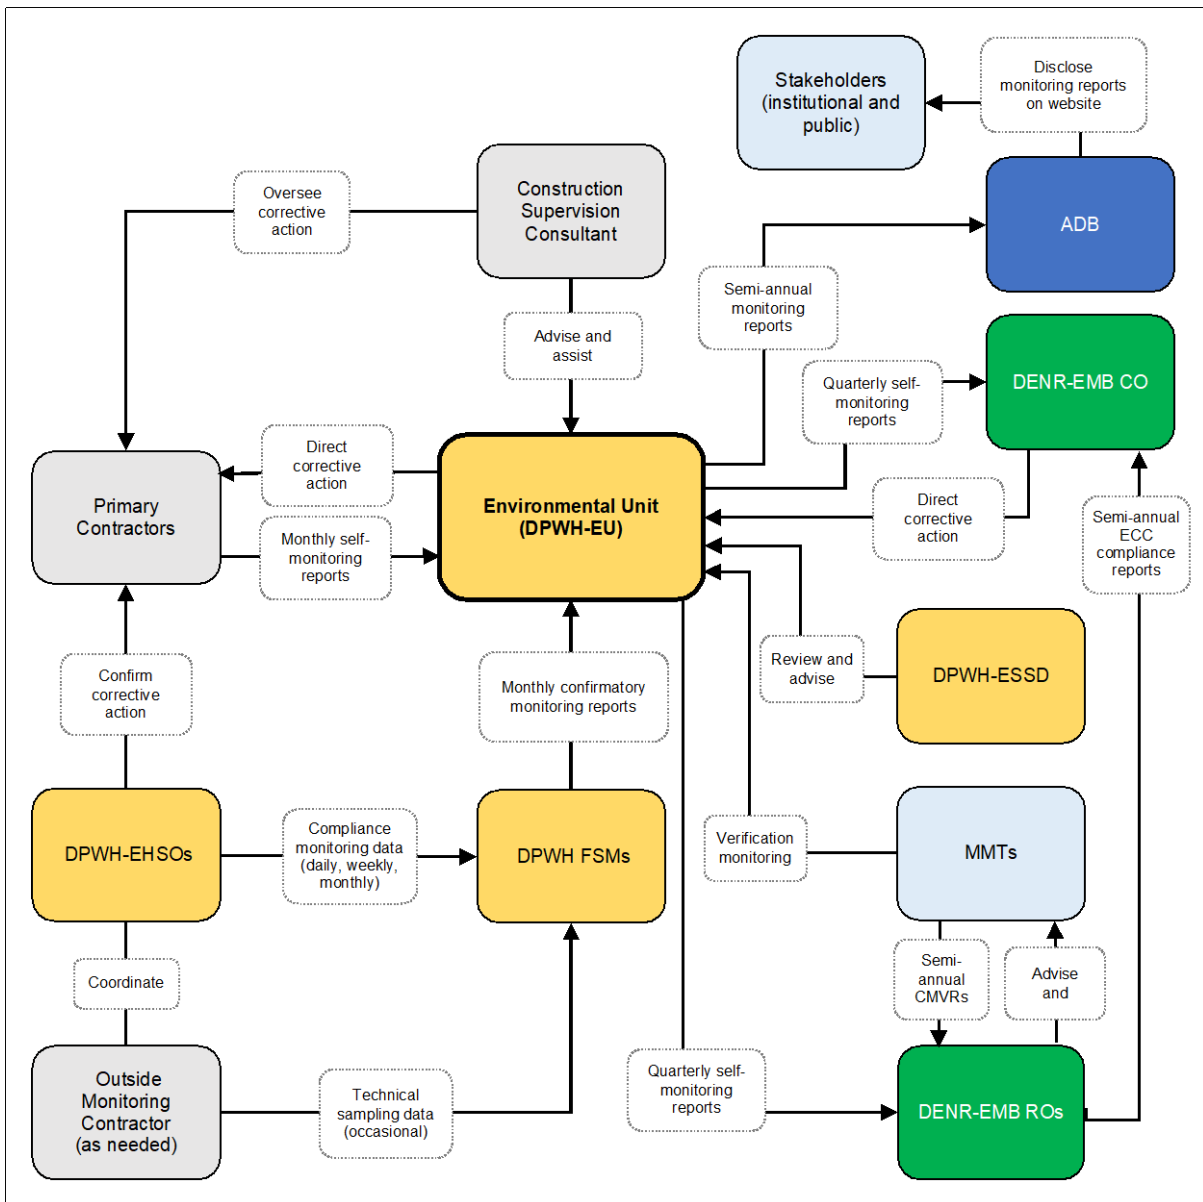 Stakeholders
(institutional and
public)
Disclose
monitoring reports
on website
Oversee
corrective
action
Construction
Supervision
Consultant
ADB
Semi-annual
monitoring
reports
Advise and
assist
Quarterly self-
monitoring
reports
DENR-EMB CO
Direct
corrective
action
Primary
Contractors
Environmental Unit
(DPWH-EU)
Direct
corrective
action
Semi-annual
ECC
compliance
reports
Monthly self-
monitoring
reports
Confirm
corrective
action
Monthly confirmatory
monitoring reports
Review and
advise
DPWH-ESSD
DPWH-EHSOs
Compliance
monitoring data
(daily, weekly,
monthly)
DPWH FSMs
Verification
monitoring
MMTs
Coordinate
Semi-
annual
CMVRs
Advise
and
Outside
Monitoring
Contractor
(as needed)
Technical
sampling data
(occasional)
Quarterly self-
monitoring
reports
DENR-EMB ROs